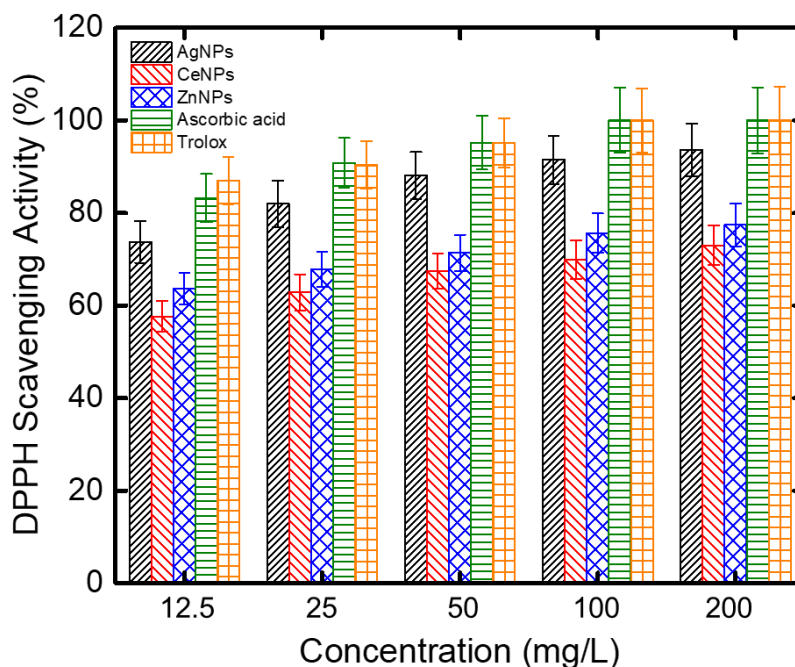 120
100
80
60
40
20
0
DPPH Scavenging Activity (%)
AgNPs
CeNPs
ZnNPs
Ascorbic acid
Trolox
12.5 25 50 100 200
Concentration (mg/L)